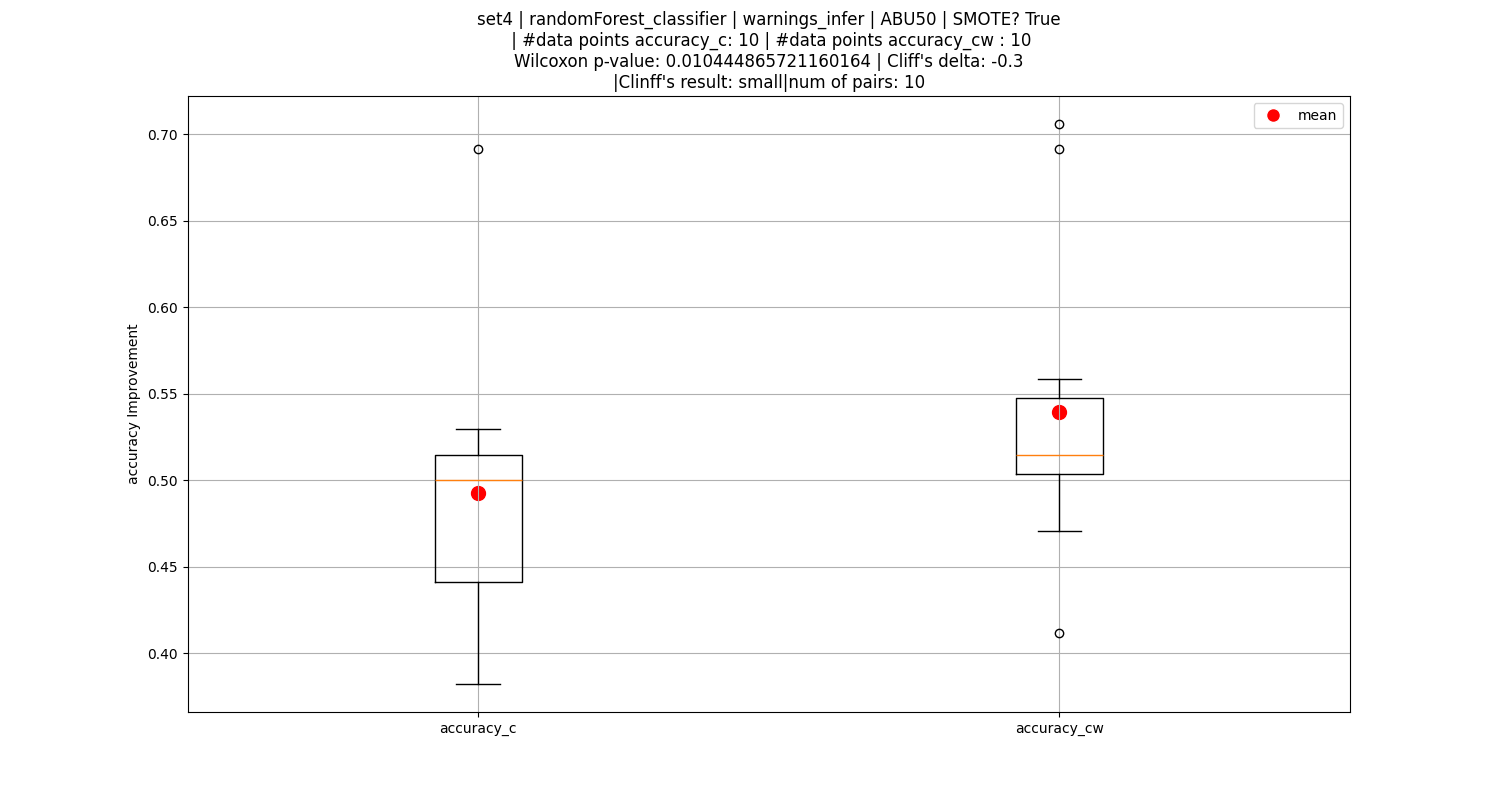 set4 | randomForest_classifier | warnings_infer | ABU50 | SMOTE? True
| #data points accuracy_c: 10 | #data points accuracy_cw : 10
Wilcoxon p-value: 0.010444865721160164 | Cliff's delta: -0.3
|Clinff's result: small|num of pairs: 10
mean
0.70
0.65
0.60
0.55
0.50
0.45
0.40
accuracy Improvement
accuracy_c
accuracy_cw